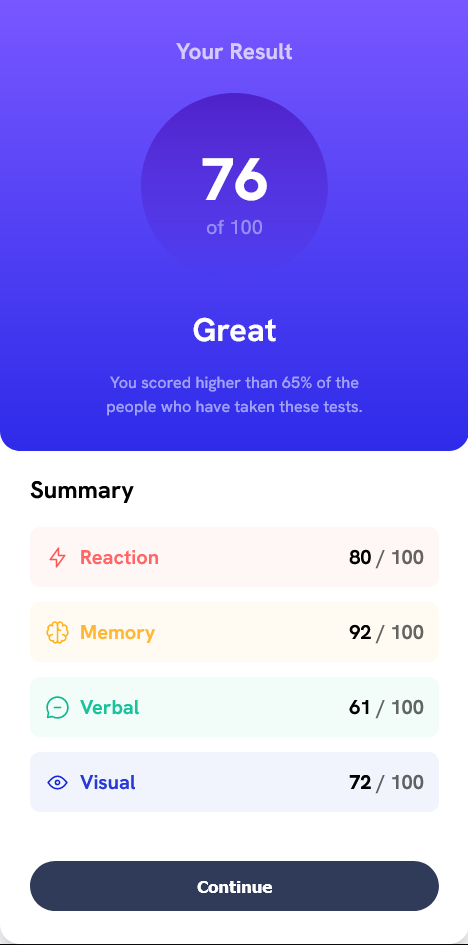 Your Result
76
of 100
Great
You scored higher than 65% of the
people who have taken these tests.
Summary
Reaction 80 / 100
Memory 92 / 100
Verbal 61 / 100
Visual 72 / 100
Continue